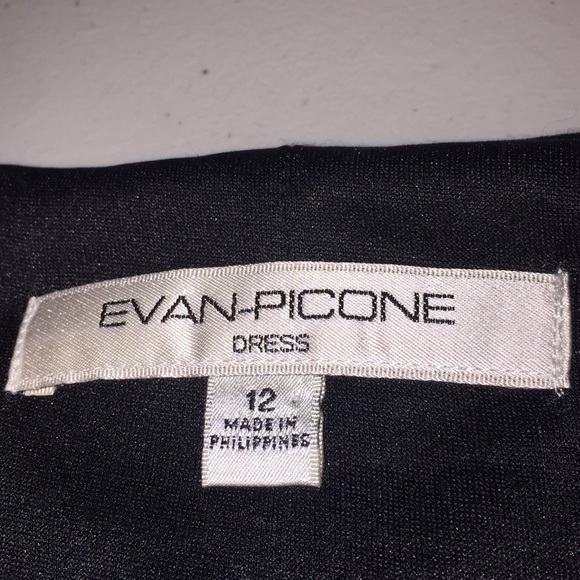 EVAN-PICONE
DRESS
12
MADE IN
PHILIPPINES